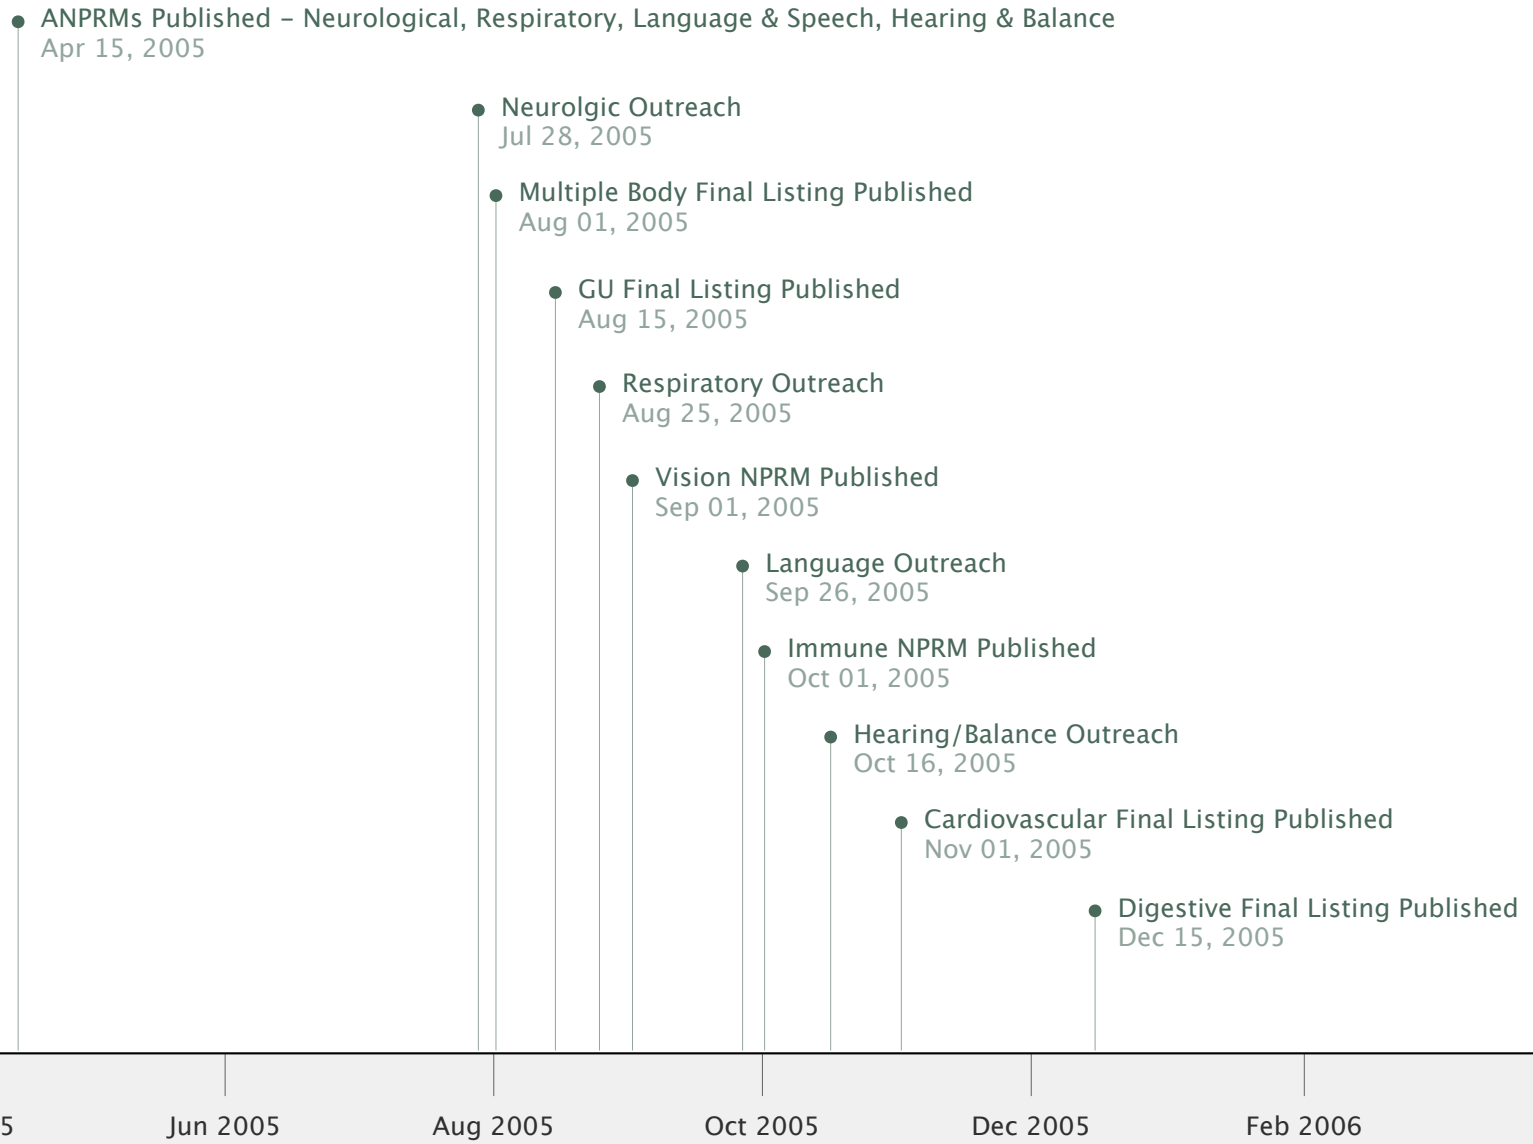 ANPRMs Published – Neurological, Respiratory, Language & Speech, Hearing & Balance
Apr 15, 2005
Neurolgic Outreach
Jul 28, 2005
Multiple Body Final Listing Published
Aug 01, 2005
GU Final Listing Published
Aug 15, 2005
Respiratory Outreach
Aug 25, 2005
Vision NPRM Published
Sep 01, 2005
Language Outreach
Sep 26, 2005
Immune NPRM Published
Oct 01, 2005
Hearing/Balance Outreach
Oct 16, 2005
Cardiovascular Final Listing Published
Nov 01, 2005
Digestive Final Listing Published
Dec 15, 2005
5 Jun 2005 Aug 2005 Oct 2005 Dec 2005 Feb 2006